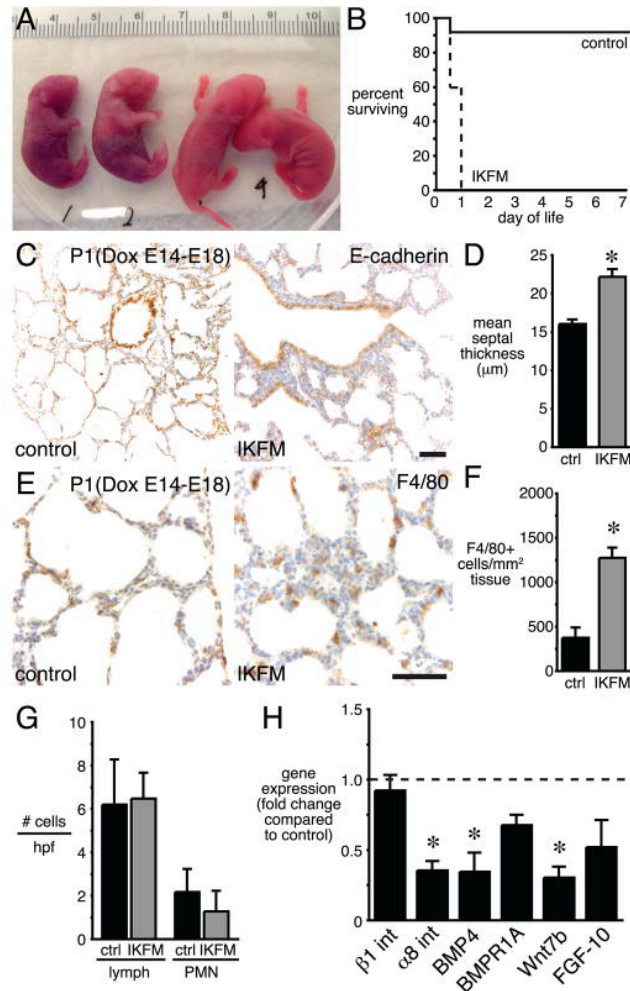 A
4 5 6 7 8 9 10
1 2 4
B
100
80
60
40
20
0
percent
surviving
control
IKFM
0 1 2 3 4 5 6 7
day of life
C
P1(Dox E14-E18)
E-cadherin
control
IKFM
D
25
20
15
10
5
0
mean
septal
thickness
(μm)
*
ctrl IKFM
E
P1(Dox E14-E18)
F4/80
control
IKFM
F
2000
1500
1000
500
0
F4/80+
cells/mm²
tissue
*
ctrl IKFM
G
10
8
6
4
2
0
# cells
hpf
ctrl IKFM ctrl IKFM
lymph PMN
H
1.5
1.0
0.5
0
gene
expression
(fold change
compared
to control)
* * *
β1 int
α8 int
BMP4
BMPR1A
Wnt7b
FGF-10